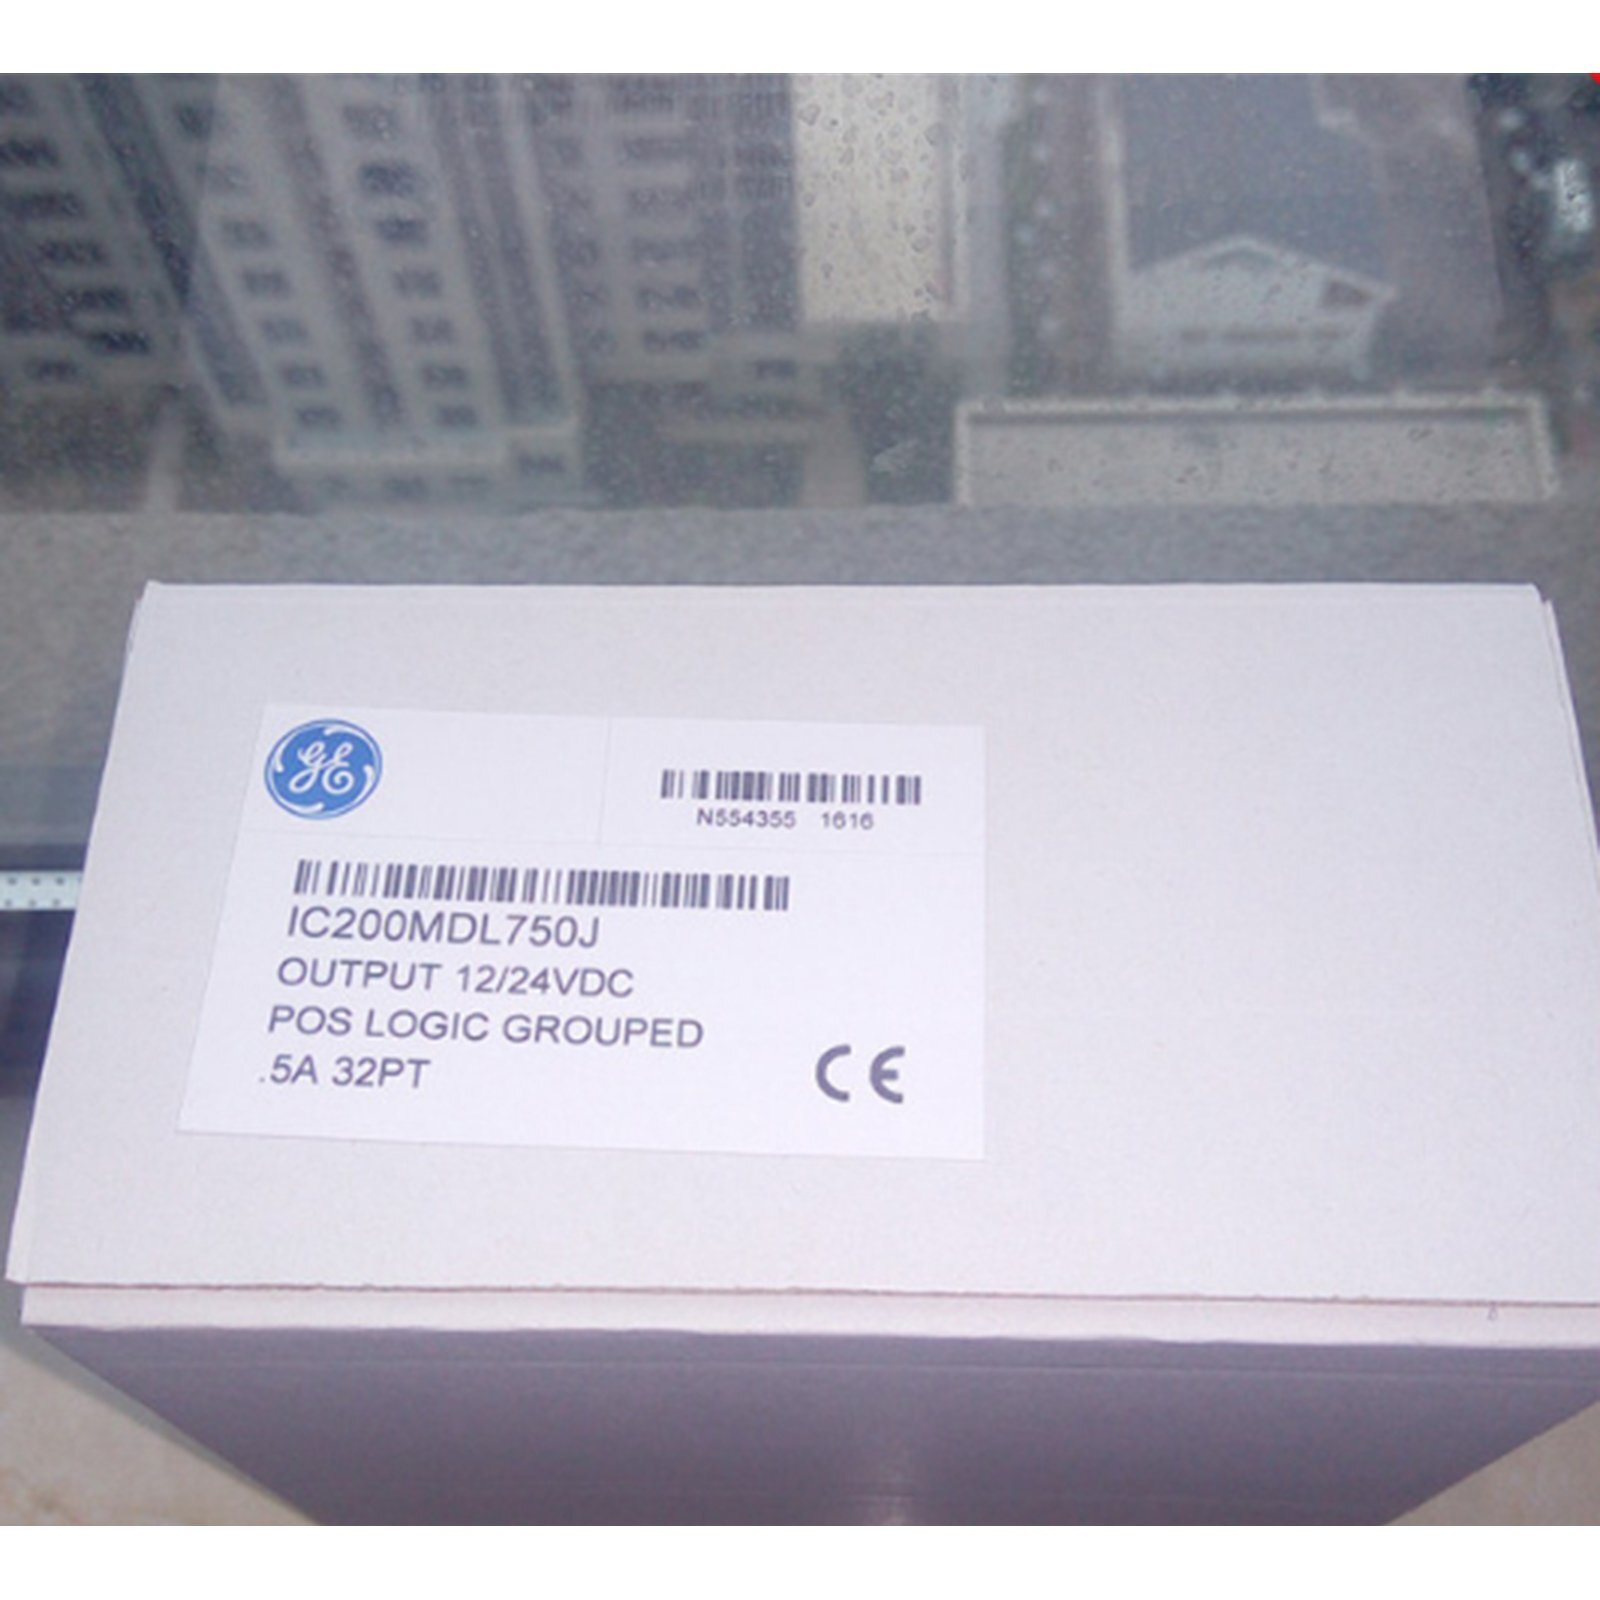 GE
N554355 1616
IC200MDL750J
OUTPUT 12/24VDC
POS LOGIC GROUPED
.5A 32PT
CE